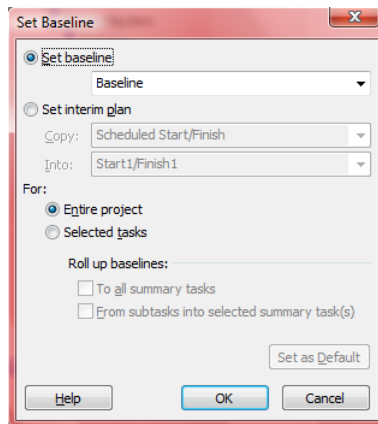 Set Baseline
Set baseline
Baseline
Set interim plan
Copy: Scheduled Start/Finish
Into: Start1/Finish1
For:
Entire project
Selected tasks
Roll up baselines:
To all summary tasks
From subtasks into selected summary task(s)
Set as Default
Help OK Cancel